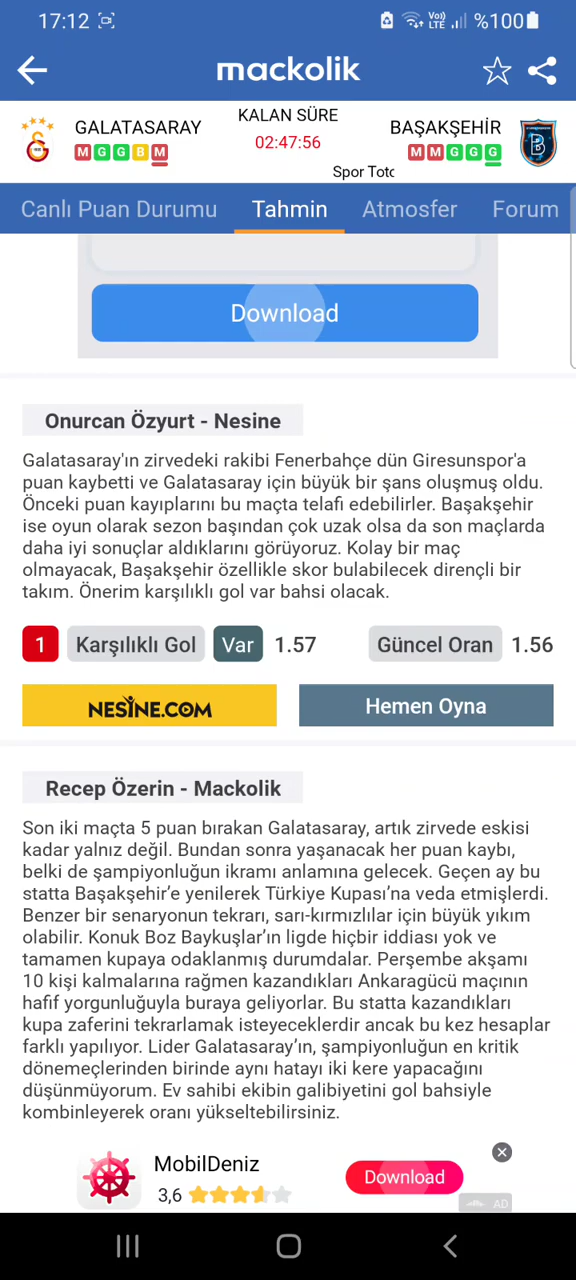 17:12 Vo)) LTE %100
mackolik
GALATASARAY KALAN SÜRE BAŞAKŞEHİR
M G G B M 02:47:56 M M G G G
Spor Toto
Canlı Puan Durumu Tahmin Atmosfer Forum
Download
Onurcan Özyurt - Nesine
Galatasaray'ın zirvedeki rakibi Fenerbahçe dün Giresunspor'a
puan kaybetti ve Galatasaray için büyük bir şans oluşmuş oldu.
Önceki puan kayıplarını bu maçta telafi edebilirler. Başakşehir
ise oyun olarak sezon başından çok uzak olsa da son maçlarda
daha iyi sonuçlar aldıklarını görüyoruz. Kolay bir maç
olmayacak, Başakşehir özellikle skor bulabilecek dirençli bir
takım. Önerim karşılıklı gol var bahsi olacak.
1 Karşılıklı Gol Var 1.57 Güncel Oran 1.56
NESİNE.COM Hemen Oyna
Recep Özerin - Mackolik
Son iki maçta 5 puan bırakan Galatasaray, artık zirvede eskisi
kadar yalnız değil. Bundan sonra yaşanacak her puan kaybı,
belki de şampiyonluğun ikramı anlamına gelecek. Geçen ay bu
statta Başakşehir’e yenilerek Türkiye Kupası’na veda etmişlerdi.
Benzer bir senaryonun tekrarı, sarı-kırmızlılar için büyük yıkım
olabilir. Konuk Boz Baykuşlar’ın ligde hiçbir iddiası yok ve
tamamen kupaya odaklanmış durumdalar. Perşembe akşamı
10 kişi kalmalarına rağmen kazandıkları Ankaragücü maçının
hafif yorgunluğuyla buraya geliyorlar. Bu statta kazandıkları
kupa zaferini tekrarlamak isteyeceklerdir ancak bu kez hesaplar
farklı yapılıyor. Lider Galatasaray’ın, şampiyonluğun en kritik
dönemeçlerinden birinde aynı hatayı iki kere yapacağını
düşünmüyorum. Ev sahibi ekibin galibiyetini gol bahsiyle
kombinleyerek oranı yükseltebilirsiniz.
MobilDeniz
3,6 Download
AD